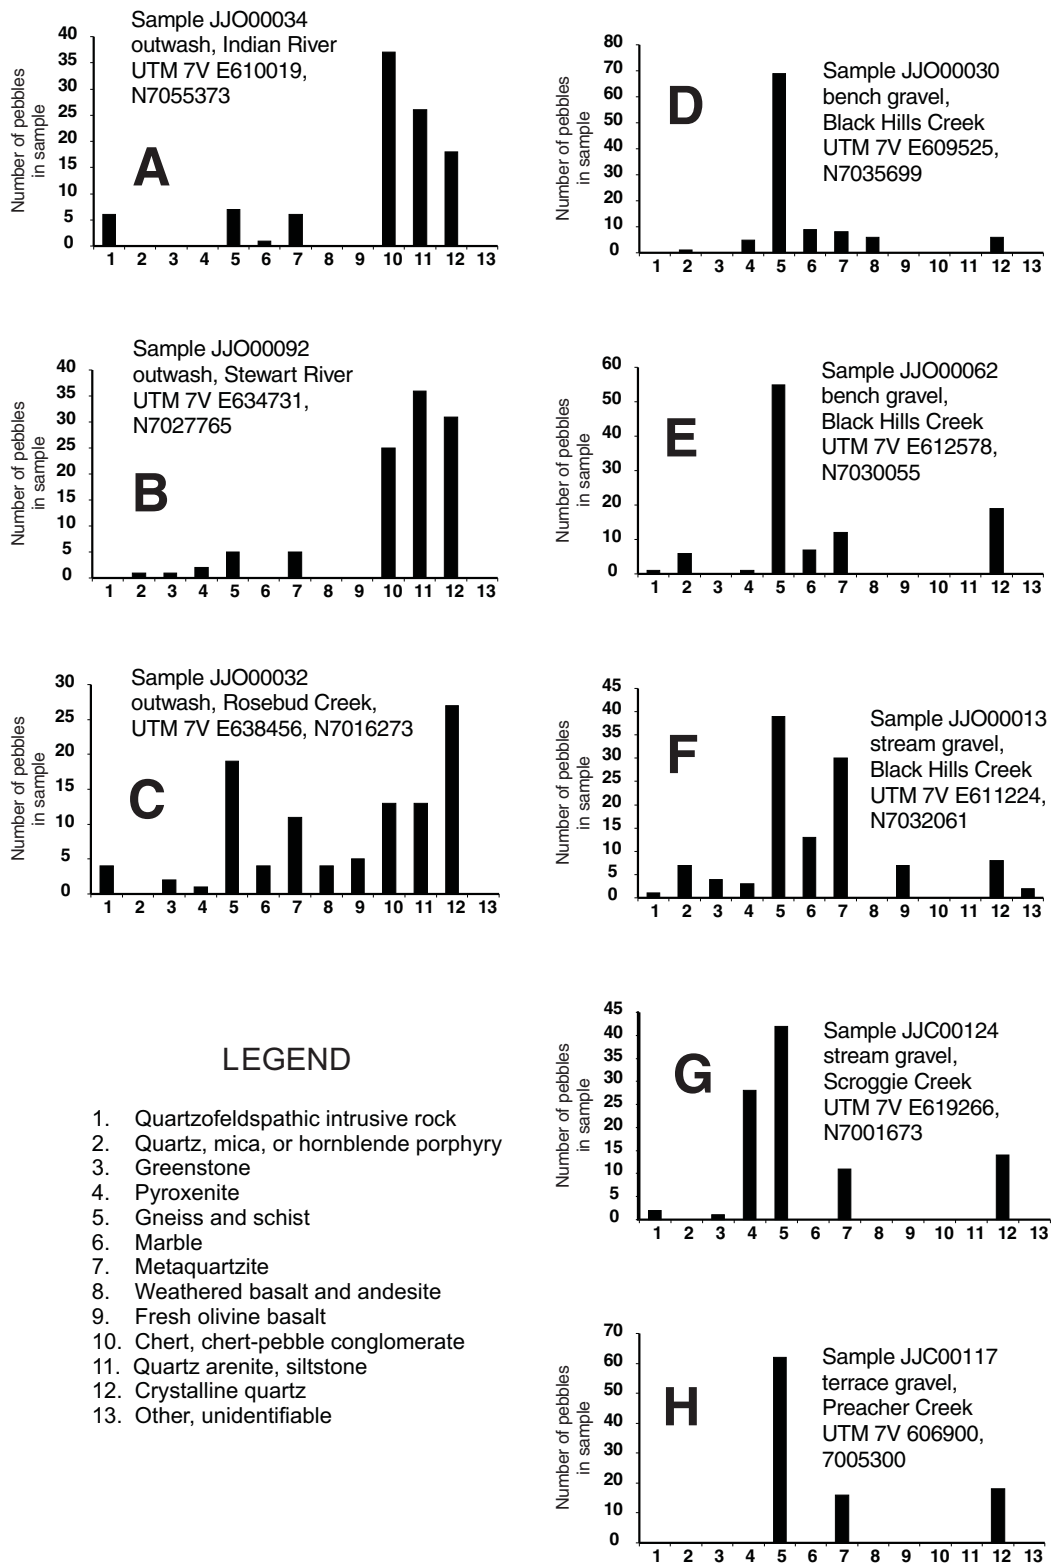 Sample JJO00034
outwash, Indian River
UTM 7V E610019,
N7055373
A
Number of pebbles
in sample
40
35
30
25
20
15
10
5
0
1 2 3 4 5 6 7 8 9 10 11 12 13
Sample JJO00092
outwash, Stewart River
UTM 7V E634731,
N7027765
B
Number of pebbles
in sample
40
35
30
25
20
15
10
5
0
1 2 3 4 5 6 7 8 9 10 11 12 13
Sample JJO00032
outwash, Rosebud Creek,
UTM 7V E638456, N7016273
C
Number of pebbles
in sample
30
25
20
15
10
5
0
1 2 3 4 5 6 7 8 9 10 11 12 13
LEGEND
1. Quartzofeldspathic intrusive rock
2. Quartz, mica, or hornblende porphyry
3. Greenstone
4. Pyroxenite
5. Gneiss and schist
6. Marble
7. Metaquartzite
8. Weathered basalt and andesite
9. Fresh olivine basalt
10. Chert, chert-pebble conglomerate
11. Quartz arenite, siltstone
12. Crystalline quartz
13. Other, unidentifiable
Sample JJO00030
bench gravel,
Black Hills Creek
UTM 7V E609525,
N7035699
D
Number of pebbles
in sample
80
70
60
50
40
30
20
10
0
1 2 3 4 5 6 7 8 9 10 11 12 13
Sample JJO00062
bench gravel,
Black Hills Creek
UTM 7V E612578,
N7030055
E
Number of pebbles
in sample
60
50
40
30
20
10
0
1 2 3 4 5 6 7 8 9 10 11 12 13
Sample JJO00013
stream gravel,
Black Hills Creek
UTM 7V E611224,
N7032061
F
Number of pebbles
in sample
45
40
35
30
25
20
15
10
5
0
1 2 3 4 5 6 7 8 9 10 11 12 13
Sample JJC00124
stream gravel,
Scroggie Creek
UTM 7V E619266,
N7001673
G
Number of pebbles
in sample
45
40
35
30
25
20
15
10
5
0
1 2 3 4 5 6 7 8 9 10 11 12 13
Sample JJC00117
terrace gravel,
Preacher Creek
UTM 7V 606900,
7005300
H
Number of pebbles
in sample
70
60
50
40
30
20
10
0
1 2 3 4 5 6 7 8 9 10 11 12 13